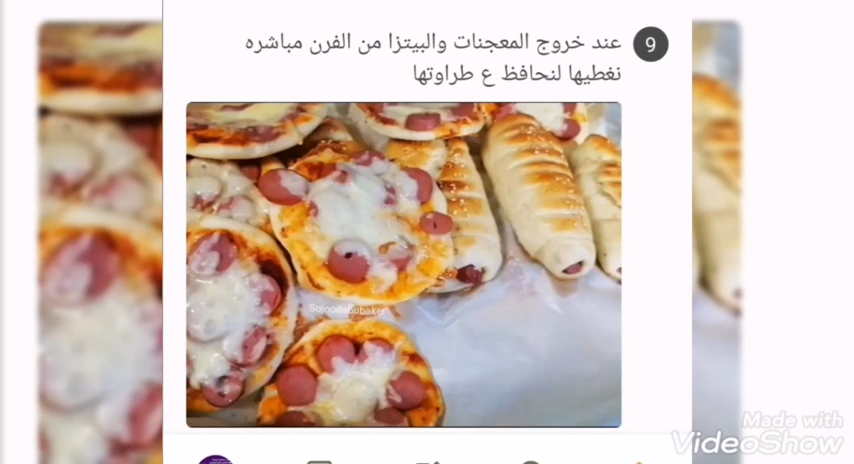 9
عند خروج المعجنات والبيتزا من الفرن مباشره
نغطيها لنحافظ ع طراوتها
Sojoodabubaker
Made with
VideoShow